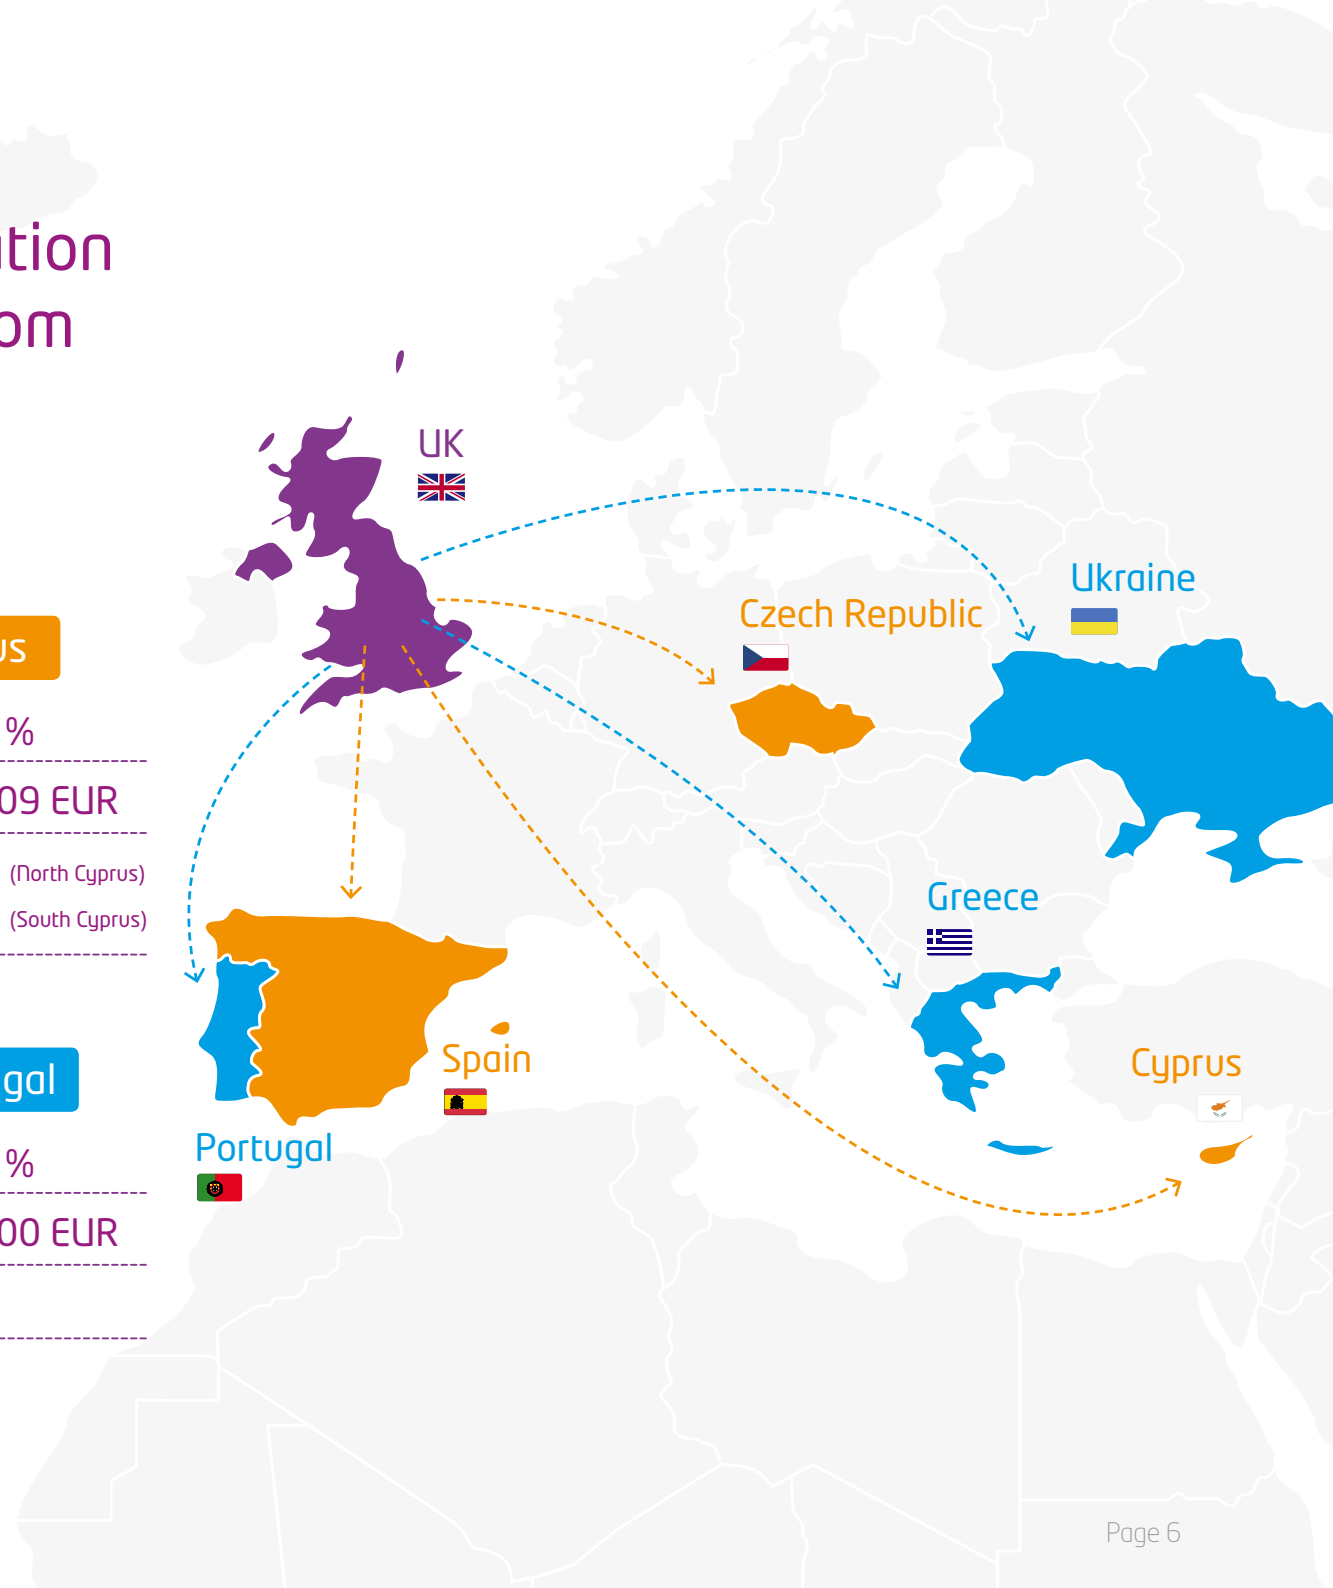 ation
om
us
%
09 EUR
(North Cyprus)
(South Cyprus)
gal
%
00 EUR
UK
Ukraine
Czech Republic
Greece
Cyprus
Spain
Portugal
Page 6